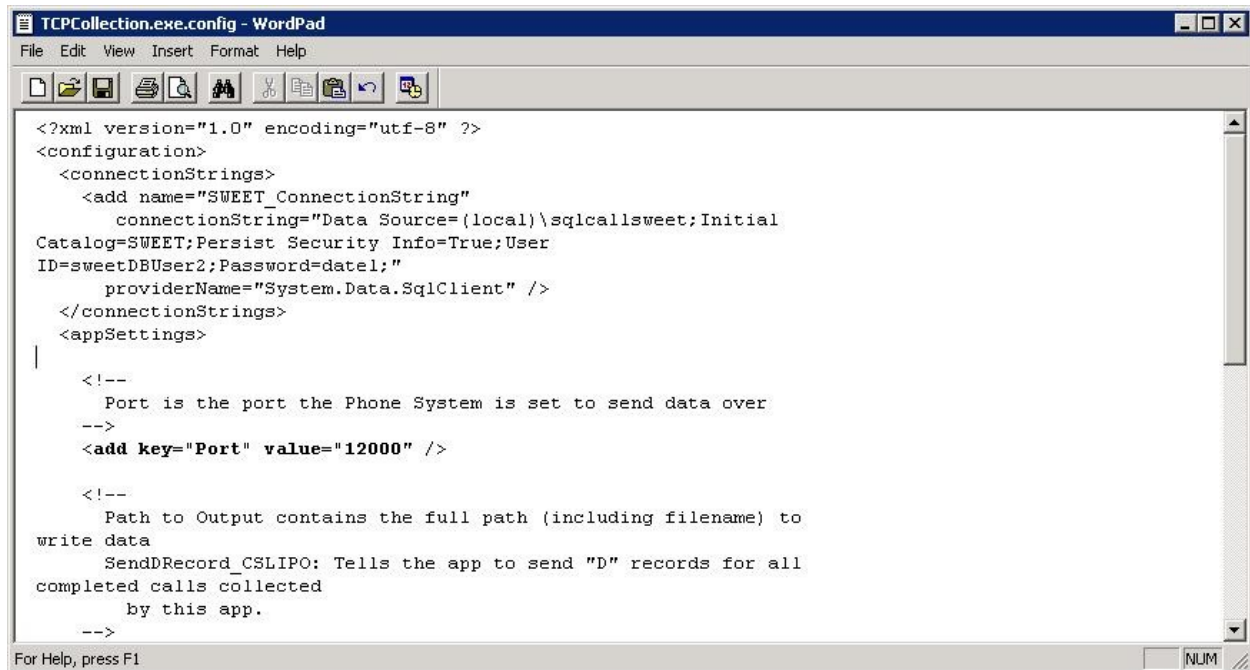 TCPCollection.exe.config - WordPad
File Edit View Insert Format Help
<?xml version="1.0" encoding="utf-8" ?>
<configuration>
<connectionStrings>
<add name="SWEET_ConnectionString"
connectionString="Data Source=(local)\sqlcallsweet;Initial
Catalog=SWEET;Persist Security Info=True;User
ID=sweetDBUser2;Password=date1;"
providerName="System.Data.SqlClient" />
</connectionStrings>
<appSettings>
<!--
Port is the port the Phone System is set to send data over
-->
<add key="Port" value="12000" />
<!--
Path to Output contains the full path (including filename) to
write data
SendDRecord_CSLIPO: Tells the app to send "D" records for all
completed calls collected
by this app.
-->
For Help, press F1
NUM